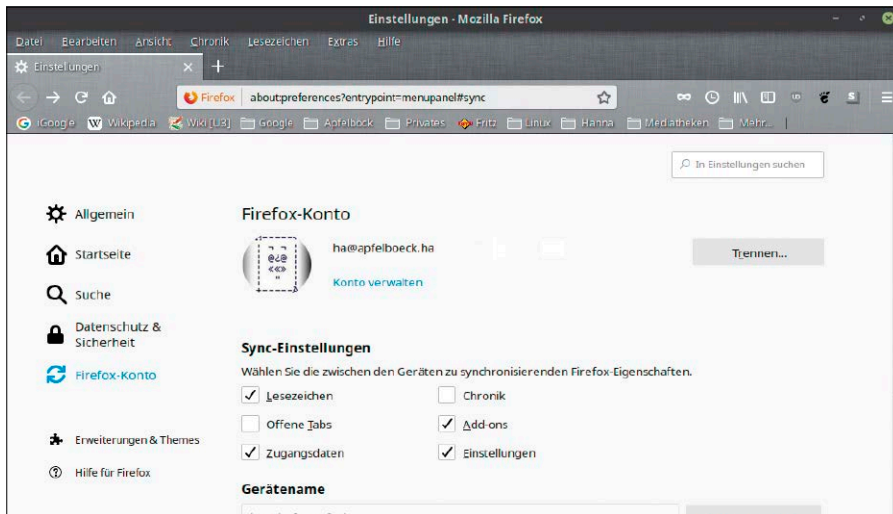 Einstellungen - Mozilla Firefox
Datei Bearbeiten Ansicht Chronik Lesezeichen Extras Hilfe
Einstellungen
Firefox about:preferences?entrypoint=menupanel#sync
iGoogle Wikipedia Wiki[UB] Google Apfelböck Privates Fritz Linux Hanna Mediatheken Mehr...
In Einstellungen suchen
Allgemein
Startseite
Suche
Datenschutz &
Sicherheit
Firefox-Konto
Erweiterungen & Themes
Hilfe für Firefox
Firefox-Konto
ha@apfelboeck.ha
Trennen...
Konto verwalten
Sync-Einstellungen
Wählen Sie die zwischen den Geräten zu synchronisierenden Firefox-Eigenschaften.
Lesezeichen Chronik
Offene Tabs Add-ons
Zugangsdaten Einstellungen
Gerätename